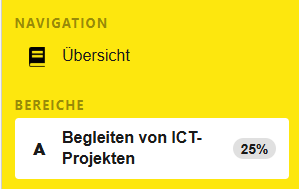 NAVIGATION
Übersicht
BEREICHE
A Begleiten von ICT- 25%
Projekten